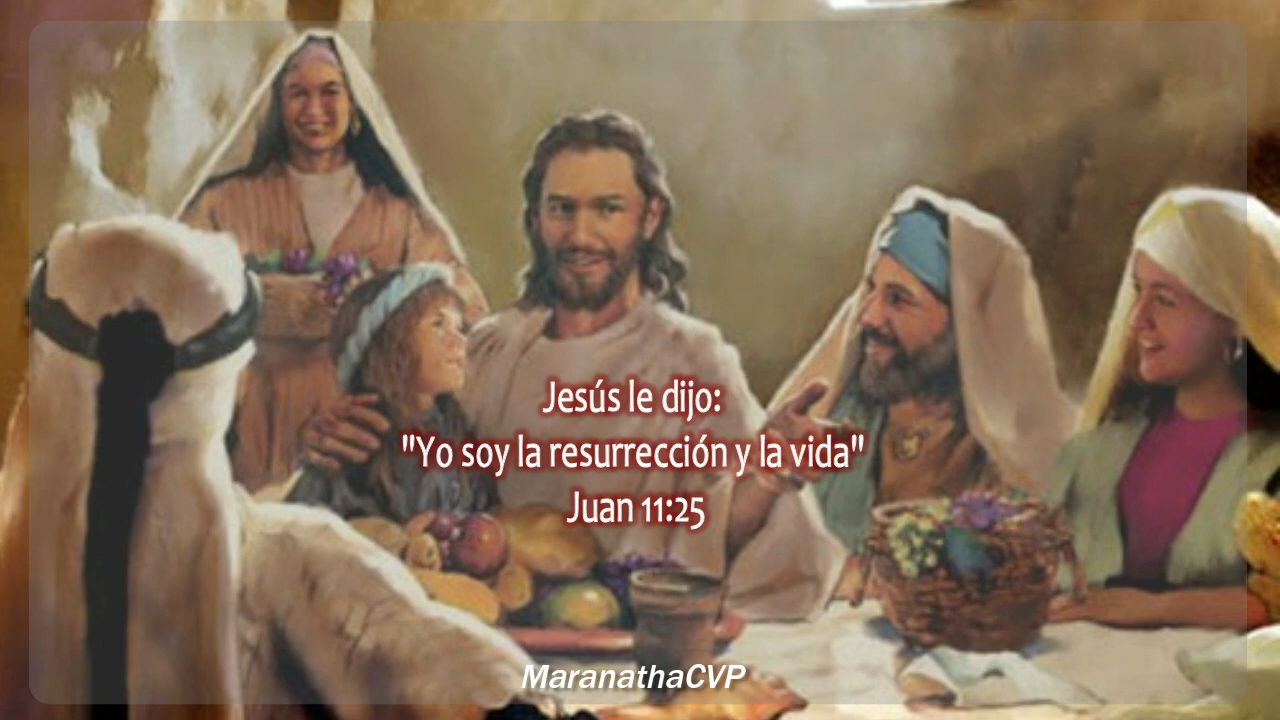 Jesús le dijo:
"Yo soy la resurrección y la vida"
Juan 11:25
MaranathaCVP